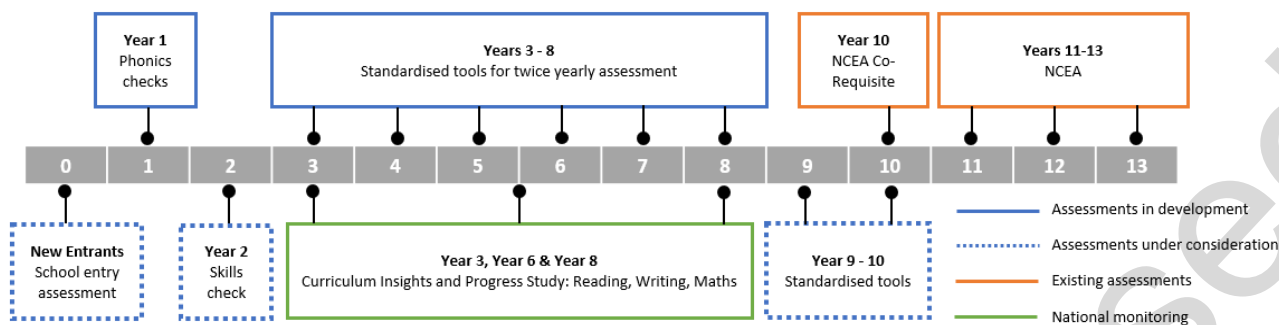 Year 1
Phonics
checks
Years 3 - 8
Standardised tools for twice yearly assessment
Year 10
NCEA Co-
Requisite
Years 11-13
NCEA
0 1 2 3 4 5 6 7 8 9 10 11 12 13
New Entrants
School entry
assessment
Year 2
Skills
check
Year 3, Year 6 & Year 8
Curriculum Insights and Progress Study: Reading, Writing, Maths
Year 9 - 10
Standardised tools
Assessments in development
Assessments under consideration
Existing assessments
National monitoring